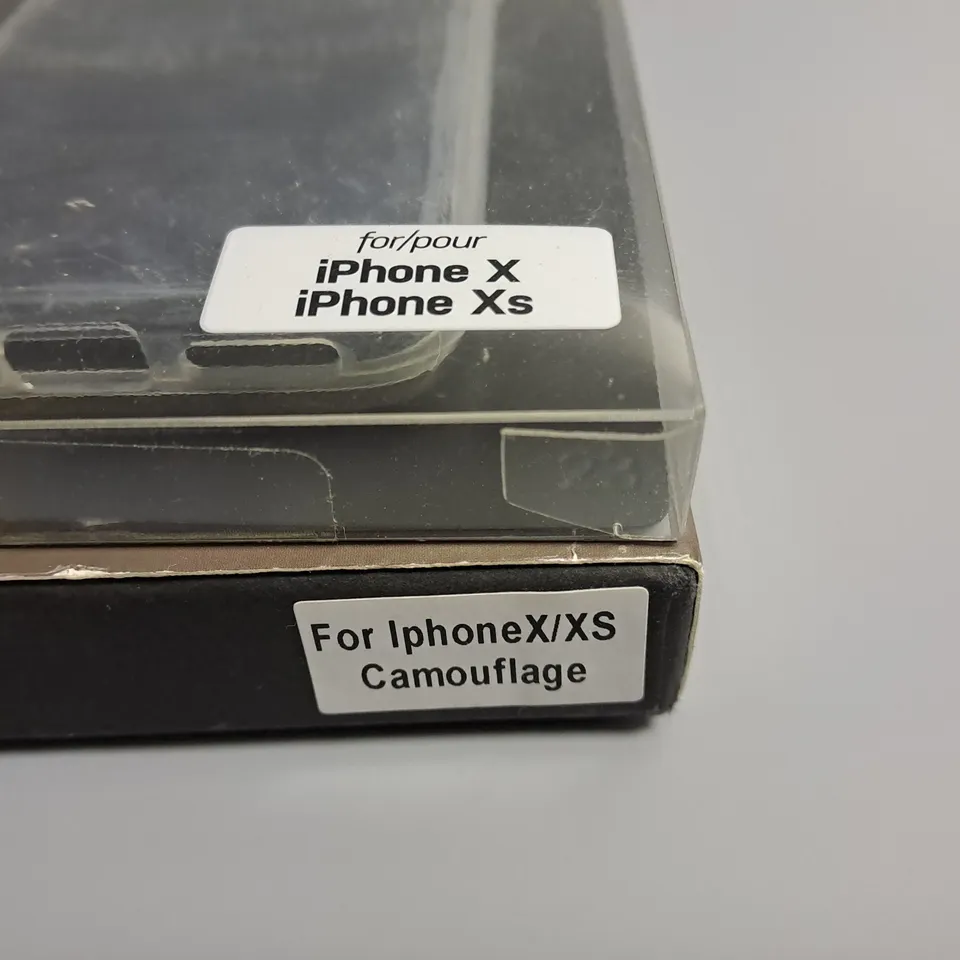 for/pour
iPhone X
iPhone Xs
For IphoneX/XS
Camouflage